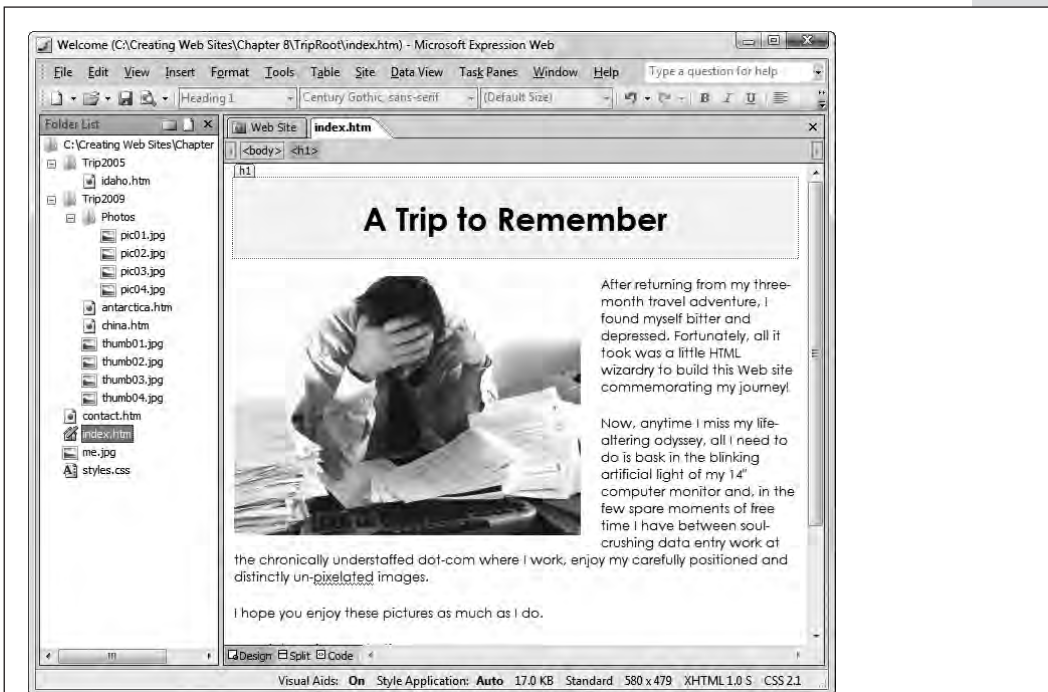 Welcome (C:\Creating Web Sites\Chapter 8\TripRoot\index.htm) - Microsoft Expression Web
File Edit View Insert Format Tools Table Site Data View Task Panes Window Help Type a question for help
Heading 1 Century Gothic, sans-serif (Default Size) B I U
Folder List
C:\Creating Web Sites\Chapter
Trip2005
idaho.htm
Trip2009
Photos
pic01.jpg
pic02.jpg
pic03.jpg
pic04.jpg
antarctica.htm
china.htm
thumb01.jpg
thumb02.jpg
thumb03.jpg
thumb04.jpg
contact.htm
index.htm
me.jpg
styles.css
Web Site index.htm
<body> <h1>
h1
A Trip to Remember
After returning from my three-
month travel adventure, I
found myself bitter and
depressed. Fortunately, all it
took was a little HTML
wizardry to build this Web site
commemorating my journey!
Now, anytime I miss my life-
altering odyssey, all I need to
do is bask in the blinking
artificial light of my 14"
computer monitor and, in the
few spare moments of free
time I have between soul-
crushing data entry work at
the chronically understaffed dot-com where I work, enjoy my carefully positioned and
distinctly un-pixelated images.
I hope you enjoy these pictures as much as I do.
Design Split Code
Visual Aids: On Style Application: Auto 17.0 KB Standard 580 x 479 XHTML 1.0 S CSS 2.1